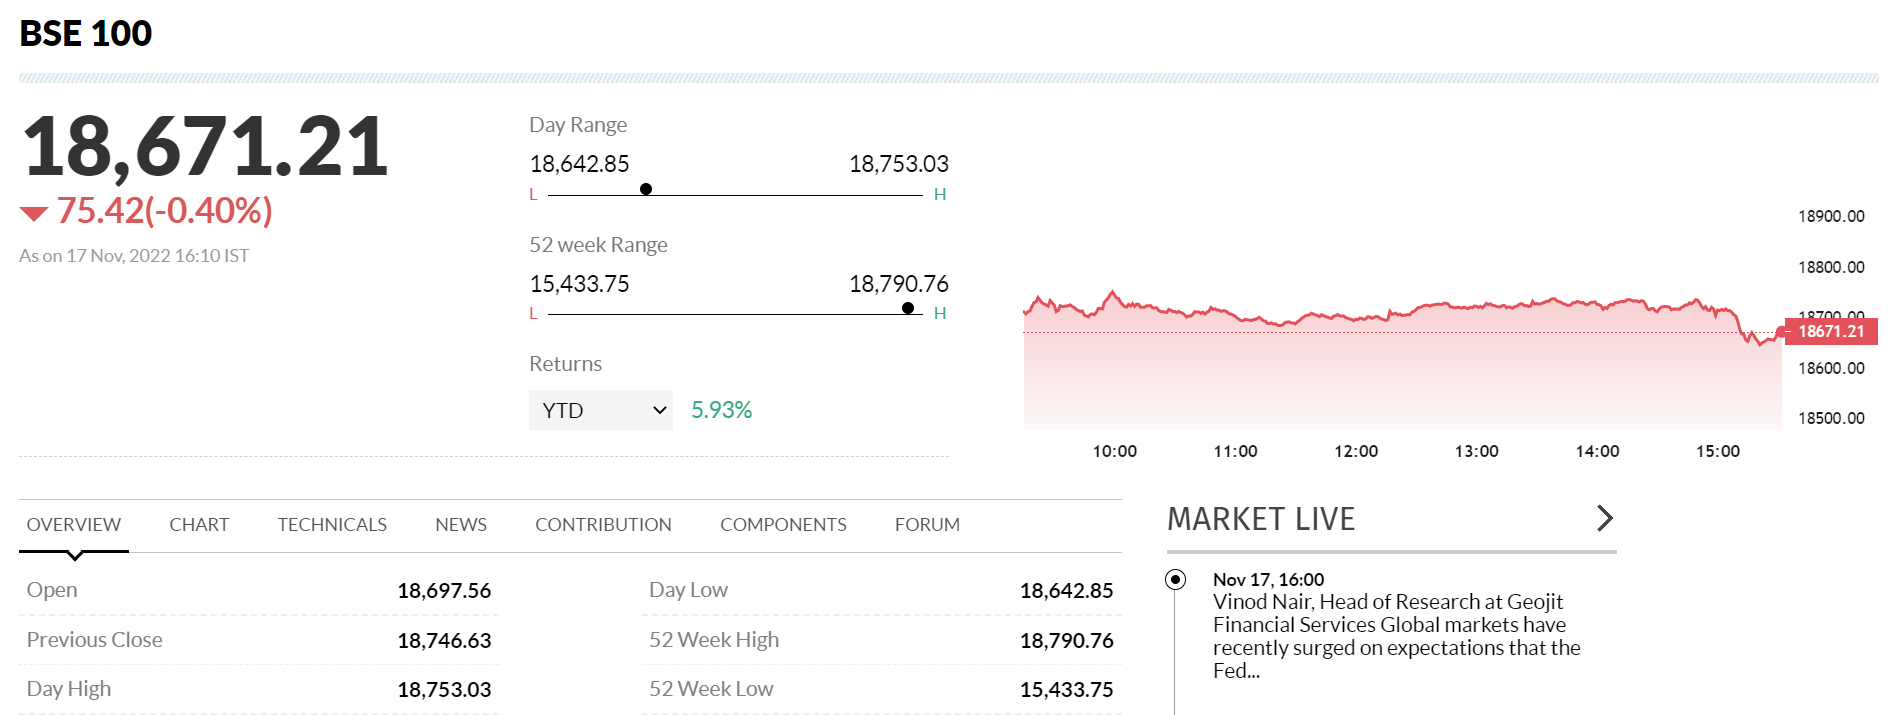 BSE 100
18,671.21
75.42(-0.40%)
As on 17 Nov, 2022 16:10 IST
Day Range
18,642.85 18,753.03
L H
52 week Range
15,433.75 18,790.76
L H
Returns
YTD 5.93%
18900.00
18800.00
18700.00
18671.21
18600.00
18500.00
10:00 11:00 12:00 13:00 14:00 15:00
OVERVIEW CHART TECHNICALS NEWS CONTRIBUTION COMPONENTS FORUM
Open 18,697.56 Day Low 18,642.85
Previous Close 18,746.63 52 Week High 18,790.76
Day High 18,753.03 52 Week Low 15,433.75
MARKET LIVE
Nov 17, 16:00
Vinod Nair, Head of Research at Geojit
Financial Services Global markets have
recently surged on expectations that the
Fed...